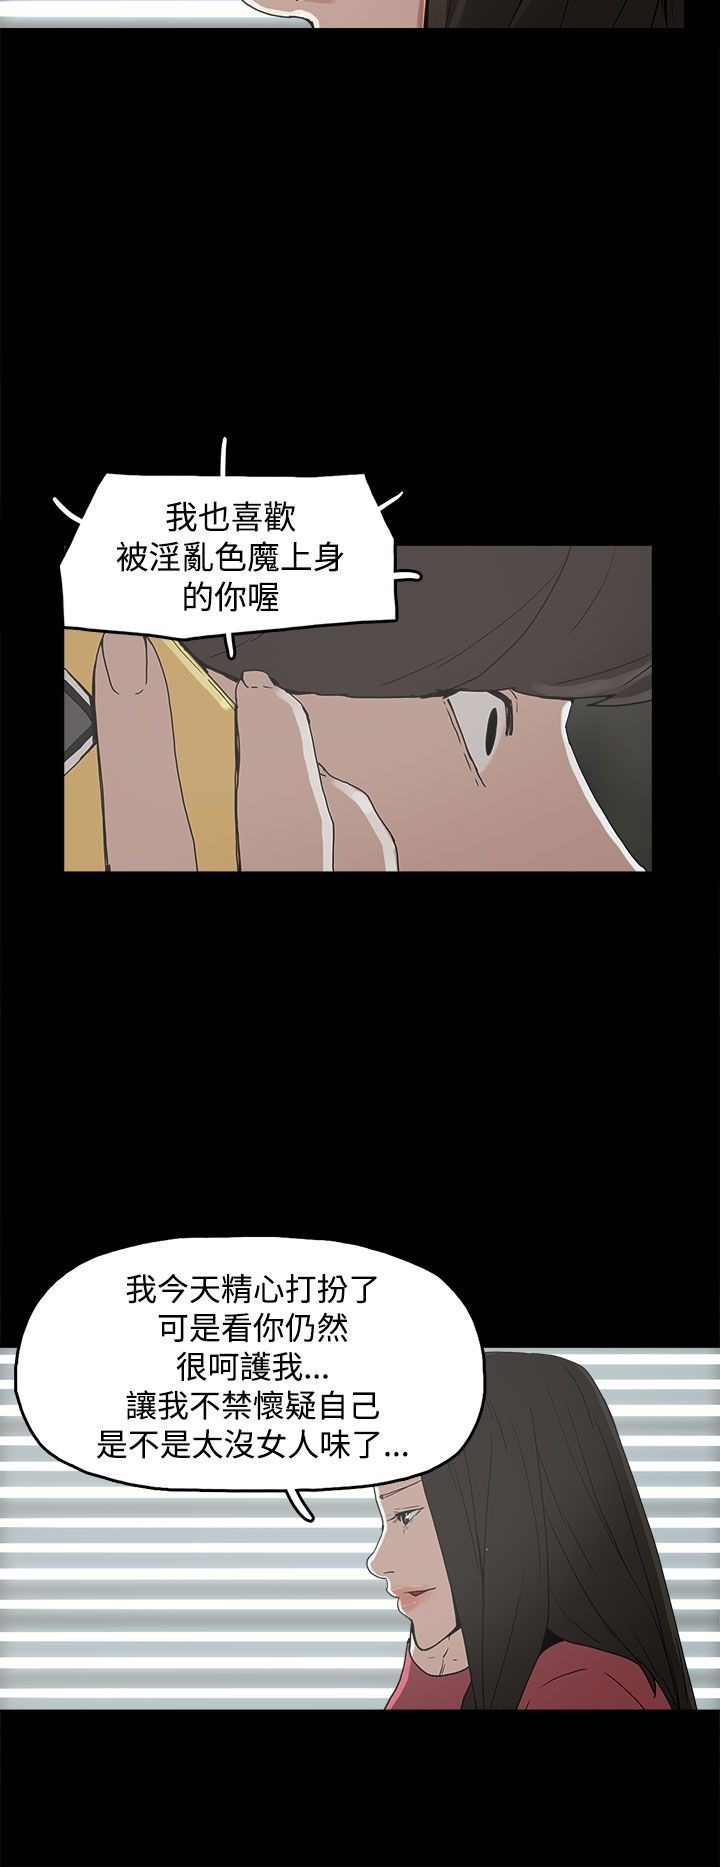 我也喜歡
被淫亂色魔上身
的你喔
我今天精心打扮了
可是看你仍然
很呵護我...
讓我不禁懷疑自己
是不是太沒女人味了...